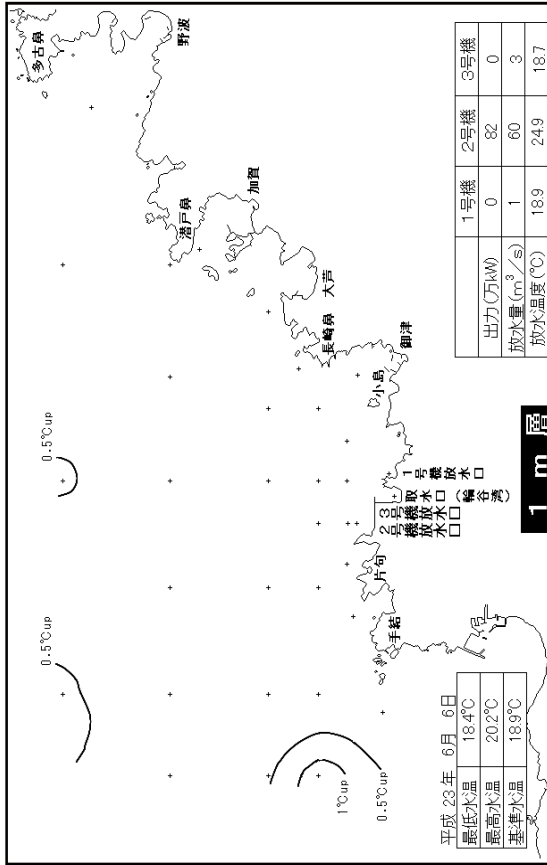 0.5℃up
0.5℃up
1℃up
0.5℃up
多古鼻
野波
潜戸鼻
加賀
大芦
長崎鼻
御津
小島
1号機放水口
取水口(輪谷湾)
3号機放水口
2号機放水口
片句
手結
平成 23 年 6月 6日
最低水温 18.4℃
最高水温 20.2℃
基準水温 18.9℃
1 m 層
1号機 2号機 3号機
出力(万kW) 0 82 0
放水量(m³/s) 1 60 3
放水温度(℃) 18.9 24.9 18.7